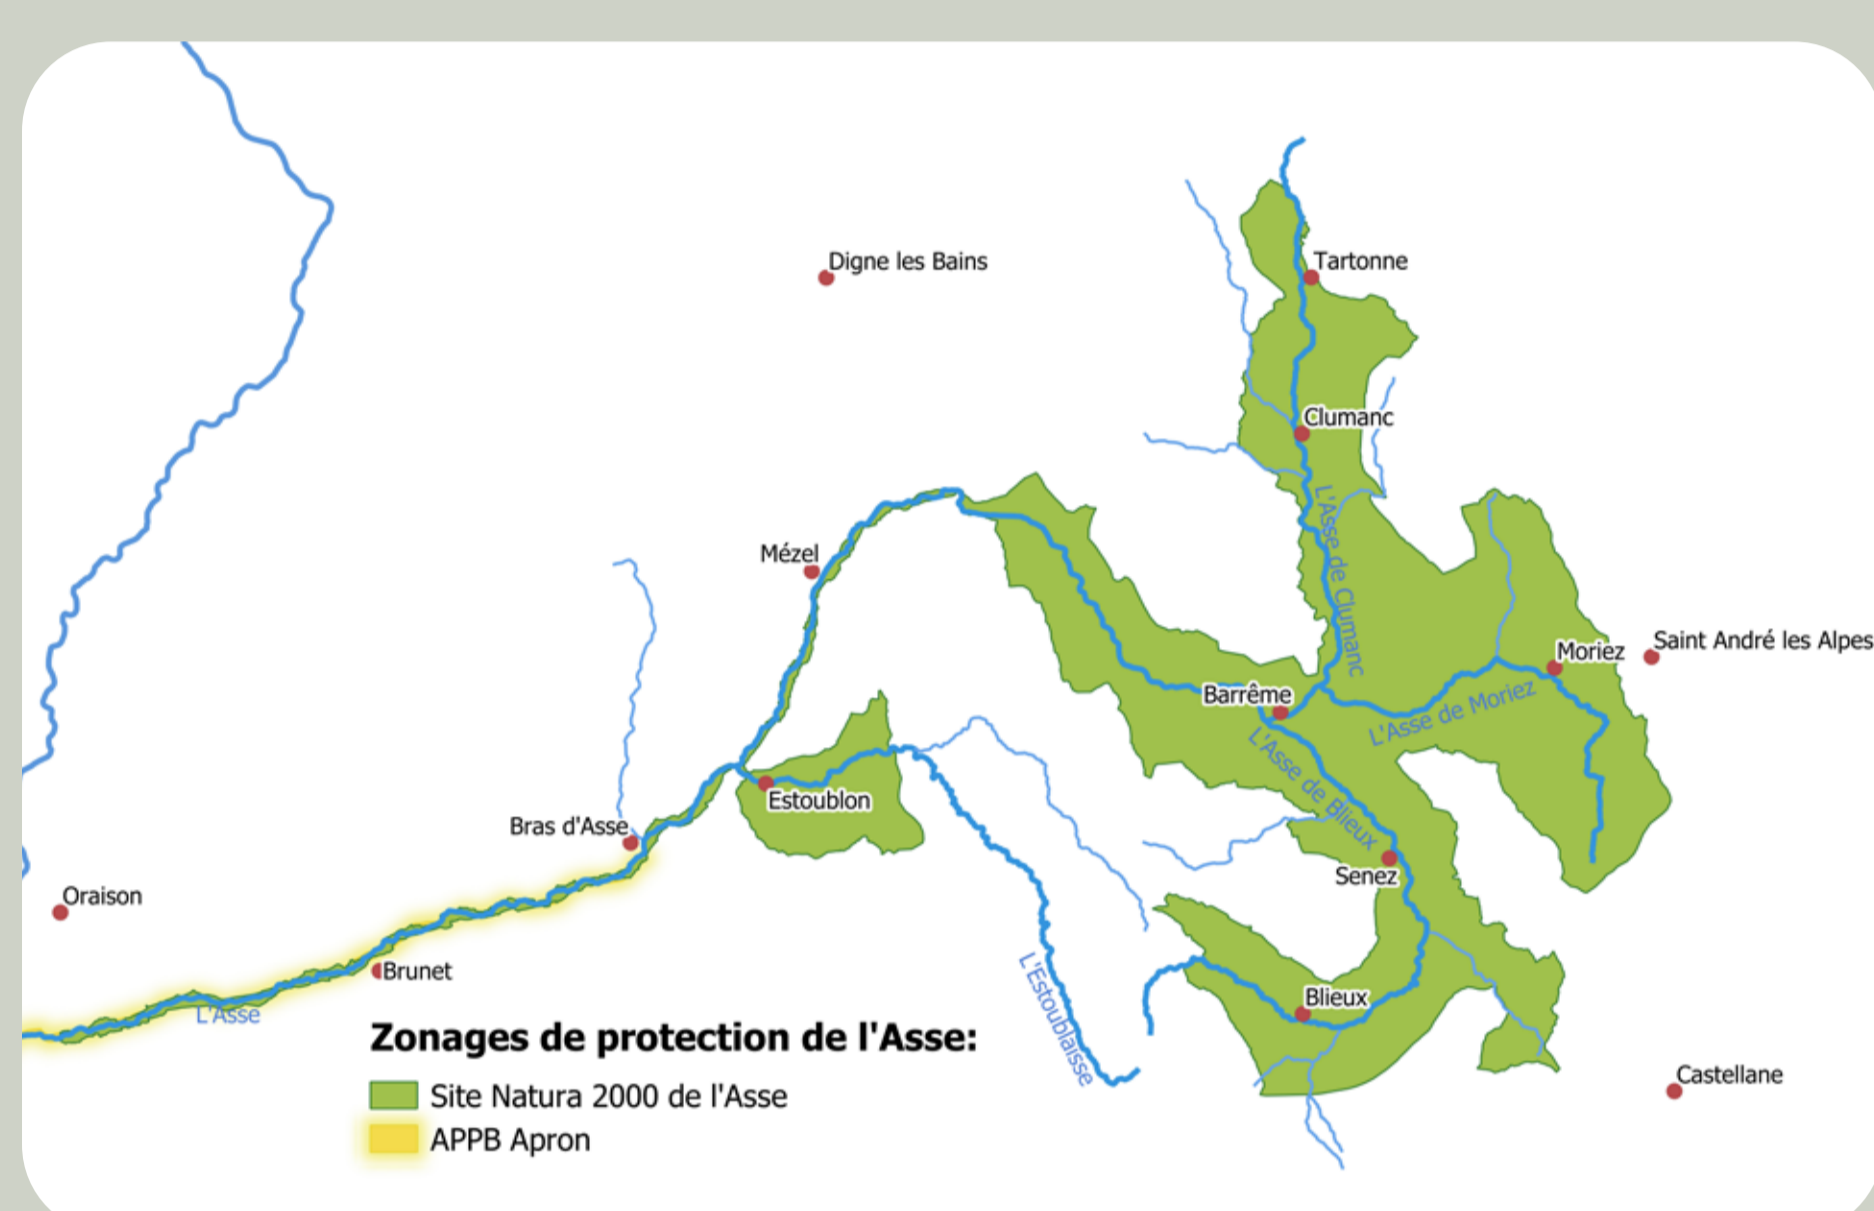 Digne les Bains
Tartonne
Clumanc
L'Asse de Clumanc
Mézel
Saint André les Alpes
Moriez
Barrême
L'Asse de Moriez
L'Asse de Blieux
Estoublon
Bras d'Asse
Senez
Oraison
Brunet
L'Asse
L'Estoublaisse
Blieux
Castellane
Zonages de protection de l'Asse:
Site Natura 2000 de l'Asse
APPB Apron